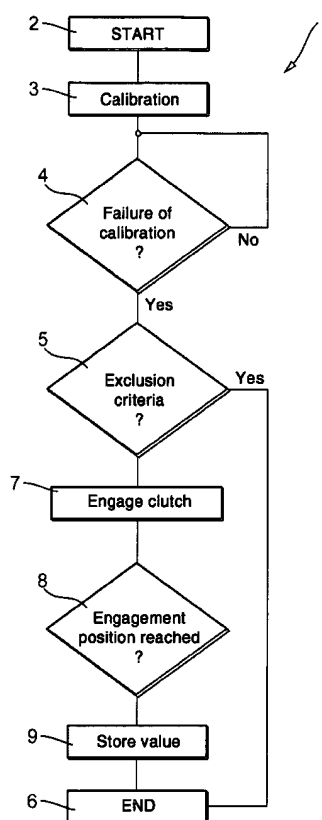 2
START
3
Calibration
4
Failure of
calibration
?
No
Yes
5
Exclusion
criteria
?
Yes
7
Engage clutch
8
Engagement
position reached
?
9
Store value
6
END